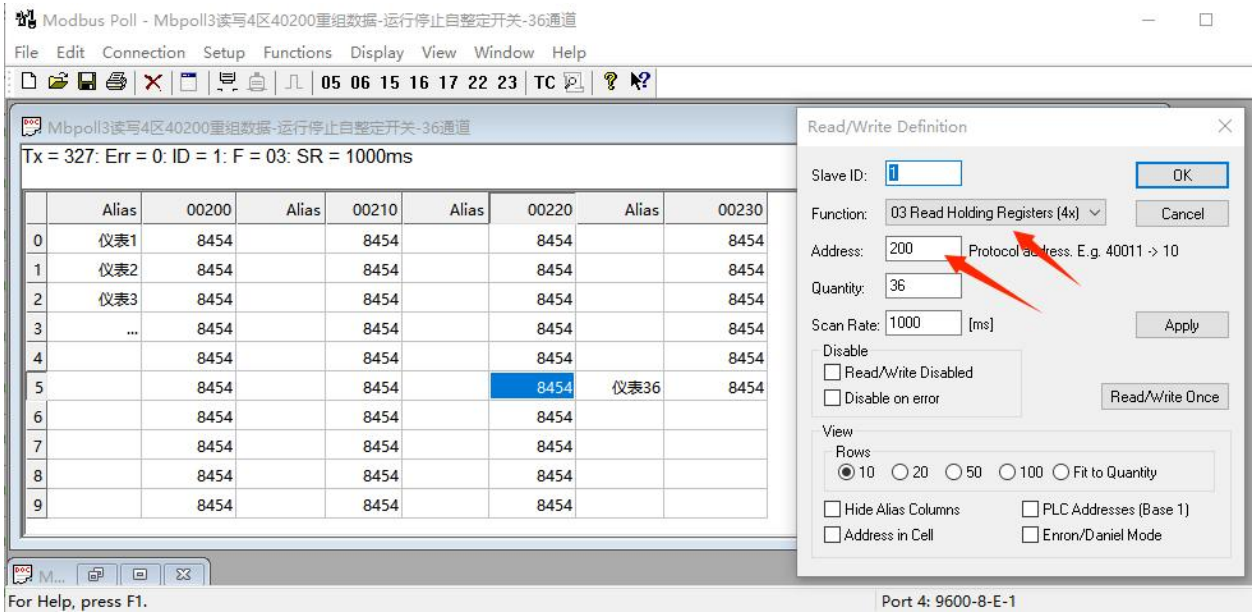 Modbus Poll - Mbpoll3读写4区40200重组数据-运行停止自整定开关-36通道
File Edit Connection Setup Functions Display View Window Help
05 06 15 16 17 22 23 TC
Mbpoll3读写4区40200重组数据-运行停止自整定开关-36通道
Tx = 327: Err = 0: ID = 1: F = 03: SR = 1000ms
Alias 00200 Alias 00210 Alias 00220 Alias 00230
0 仪表1 8454 8454 8454 8454
1 仪表2 8454 8454 8454 8454
2 仪表3 8454 8454 8454 8454
3 ... 8454 8454 8454 8454
4 8454 8454 8454 8454
5 8454 8454 8454 仪表36 8454
6 8454 8454 8454
7 8454 8454 8454
8 8454 8454 8454
9 8454 8454 8454
M...
Read/Write Definition
Slave ID: 1 OK
Function: 03 Read Holding Registers (4x) Cancel
Address: 200 Protocol address. E.g. 40011 -> 10
Quantity: 36
Scan Rate: 1000 [ms] Apply
Disable
Read/Write Disabled
Disable on error Read/Write Once
View
Rows
10 20 50 100 Fit to Quantity
Hide Alias Columns PLC Addresses (Base 1)
Address in Cell Enron/Daniel Mode
For Help, press F1. Port 4: 9600-8-E-1